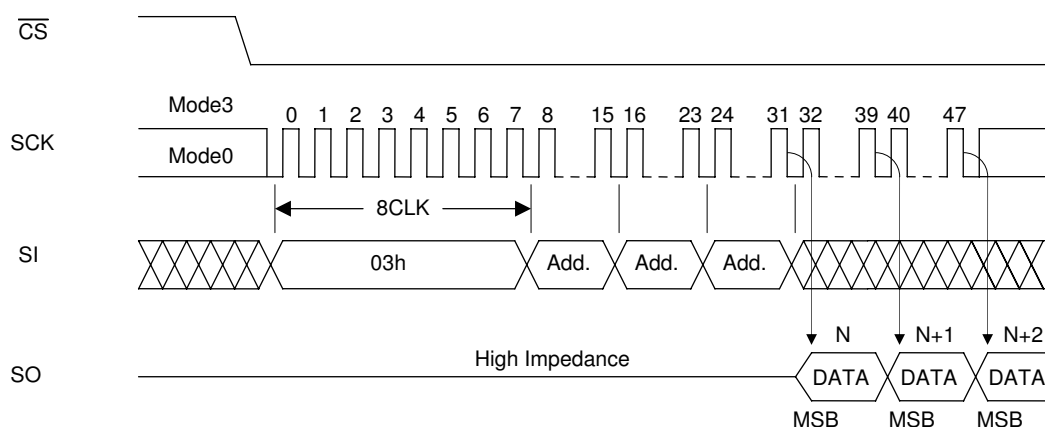 CS
Mode3
0 1 2 3 4 5 6 7 8 15 16 23 24 31 32 39 40 47
SCK
Mode0
8CLK
SI
03h Add. Add. Add.
N N+1 N+2
High Impedance
SO
DATA DATA DATA
MSB MSB MSB